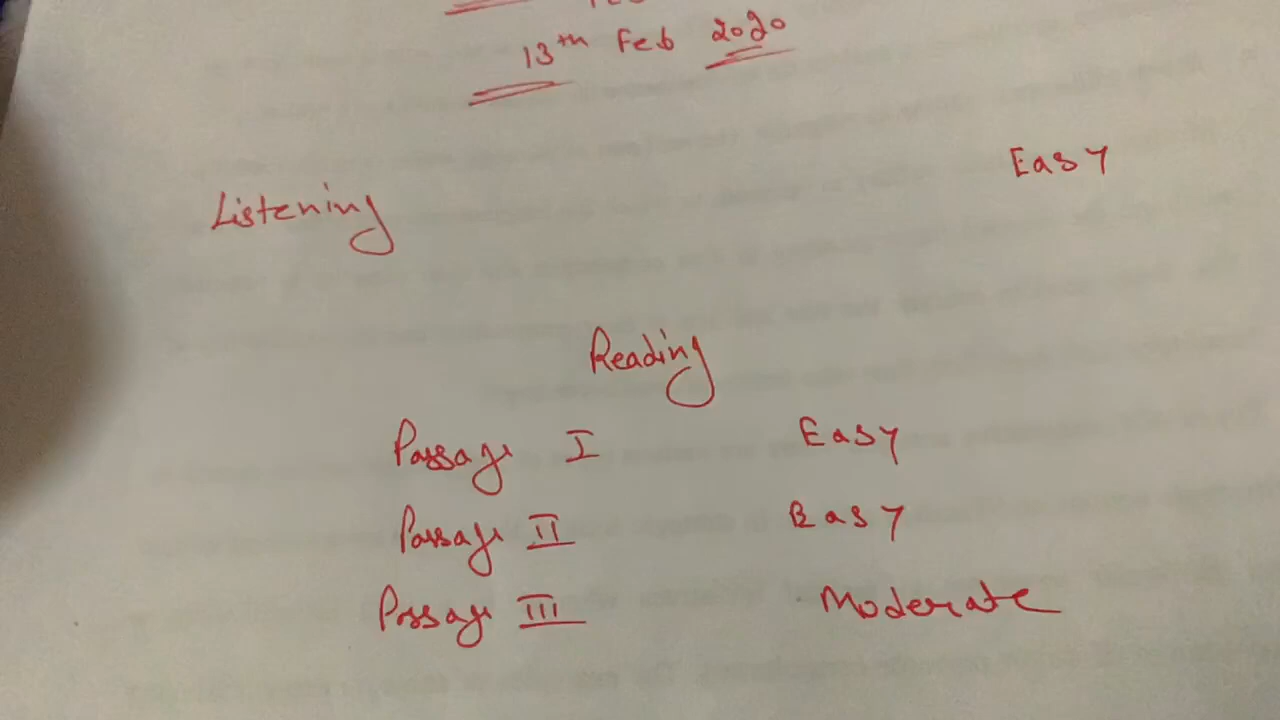 13th Feb 2020
Listening Easy
Reading
Passage I Easy
Passage II Easy
Passage III Moderate